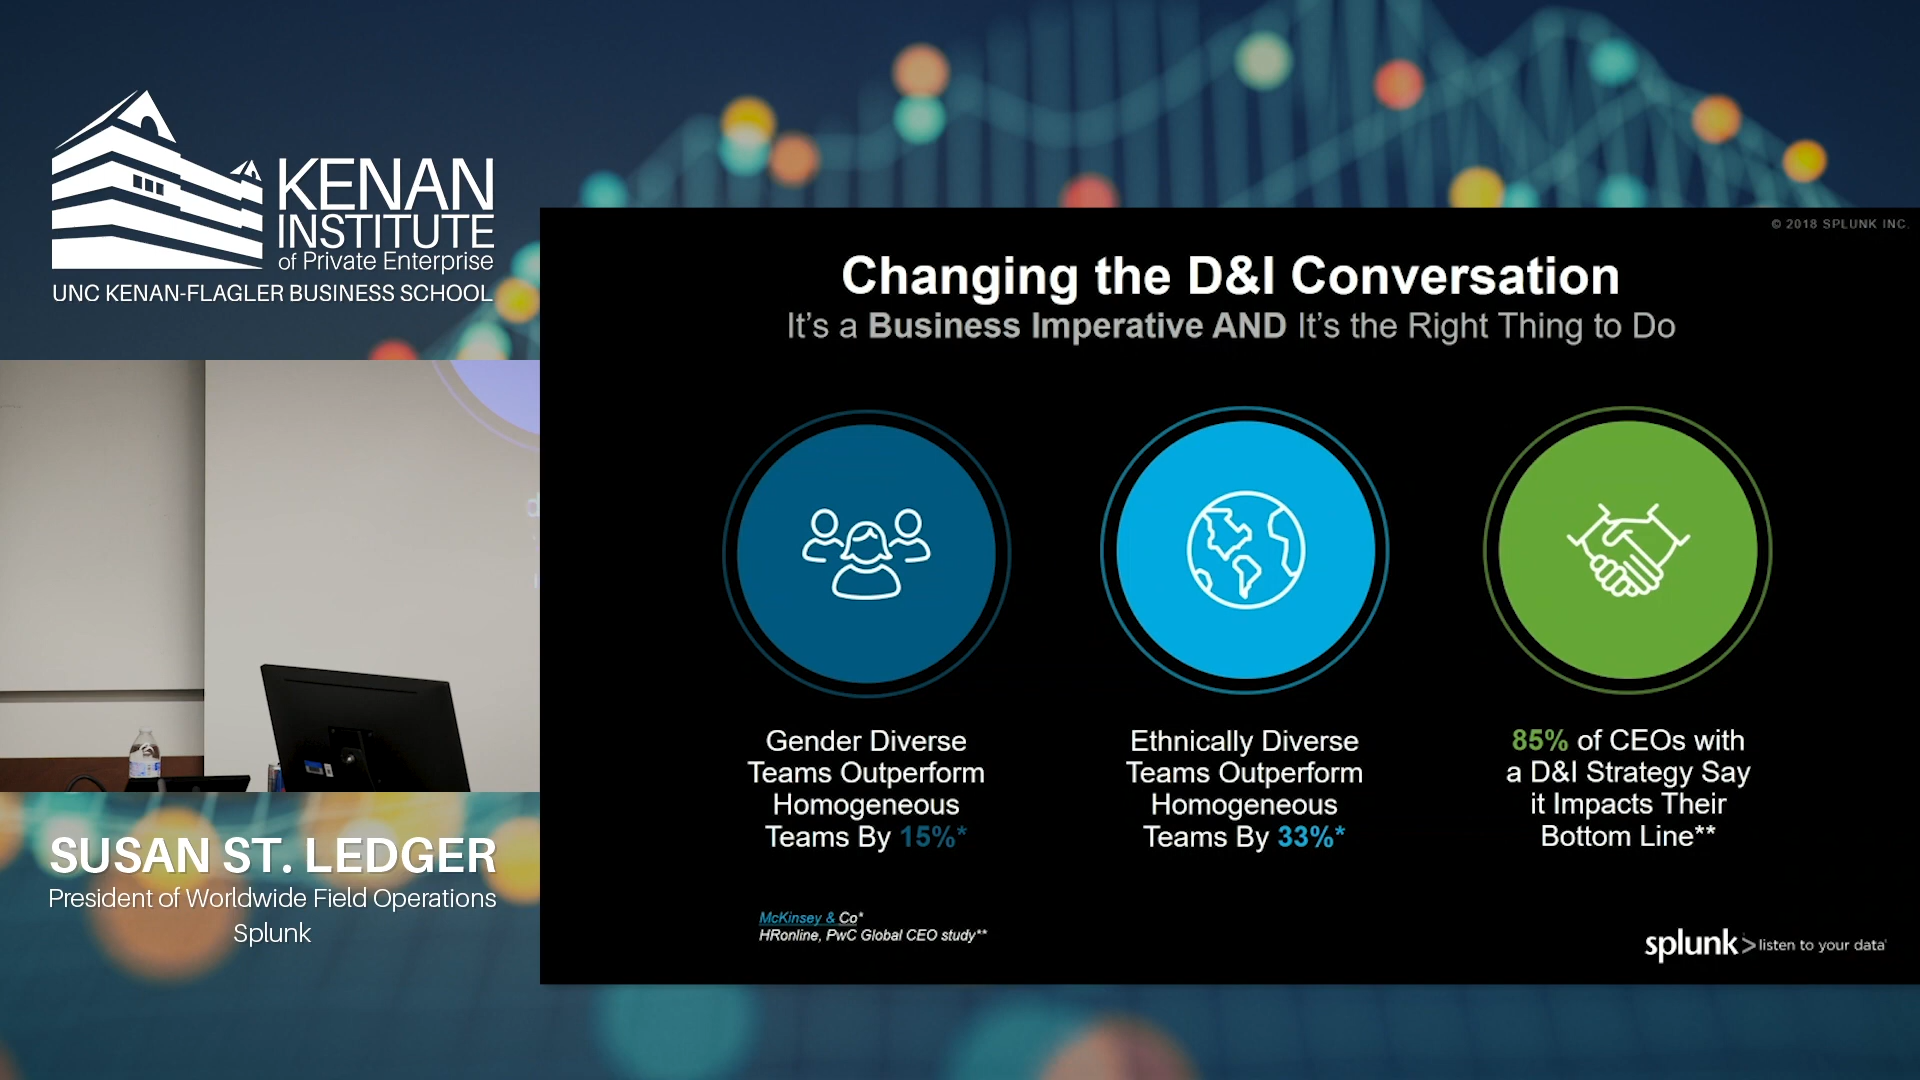 KENAN
INSTITUTE
of Private Enterprise
UNC KENAN-FLAGLER BUSINESS SCHOOL
SUSAN ST. LEDGER
President of Worldwide Field Operations
Splunk
© 2018 SPLUNK INC.
Changing the D&I Conversation
It's a Business Imperative AND It's the Right Thing to Do
Gender Diverse
Teams Outperform
Homogeneous
Teams By 15%*
Ethnically Diverse
Teams Outperform
Homogeneous
Teams By 33%*
85% of CEOs with
a D&I Strategy Say
it Impacts Their
Bottom Line**
McKinsey & Co*
HRonline, PwC Global CEO study**
splunk> listen to your data